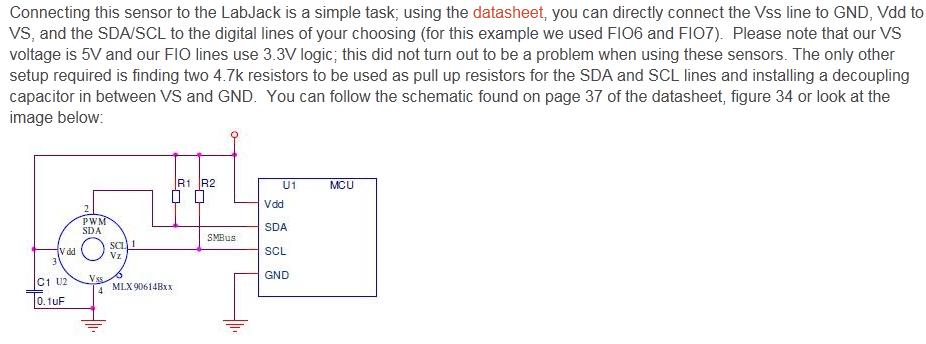 Connecting this sensor to the LabJack is a simple task; using the datasheet, you can directly connect the Vss line to GND, Vdd to
VS, and the SDA/SCL to the digital lines of your choosing (for this example we used FIO6 and FIO7).  Please note that our VS
voltage is 5V and our FIO lines use 3.3V logic; this did not turn out to be a problem when using these sensors. The only other
setup required is finding two 4.7k resistors to be used as pull up resistors for the SDA and SCL lines and installing a decoupling
capacitor in between VS and GND.  You can follow the schematic found on page 37 of the datasheet, figure 34 or look at the
image below:
R1 R2
U1 MCU
Vdd
2
PWM
SDA
SDA
SMBus
SCL 1
Vz
SCL
Vdd
3
GND
C1 U2
Vss
4
MLX90614Bxx
0.1uF